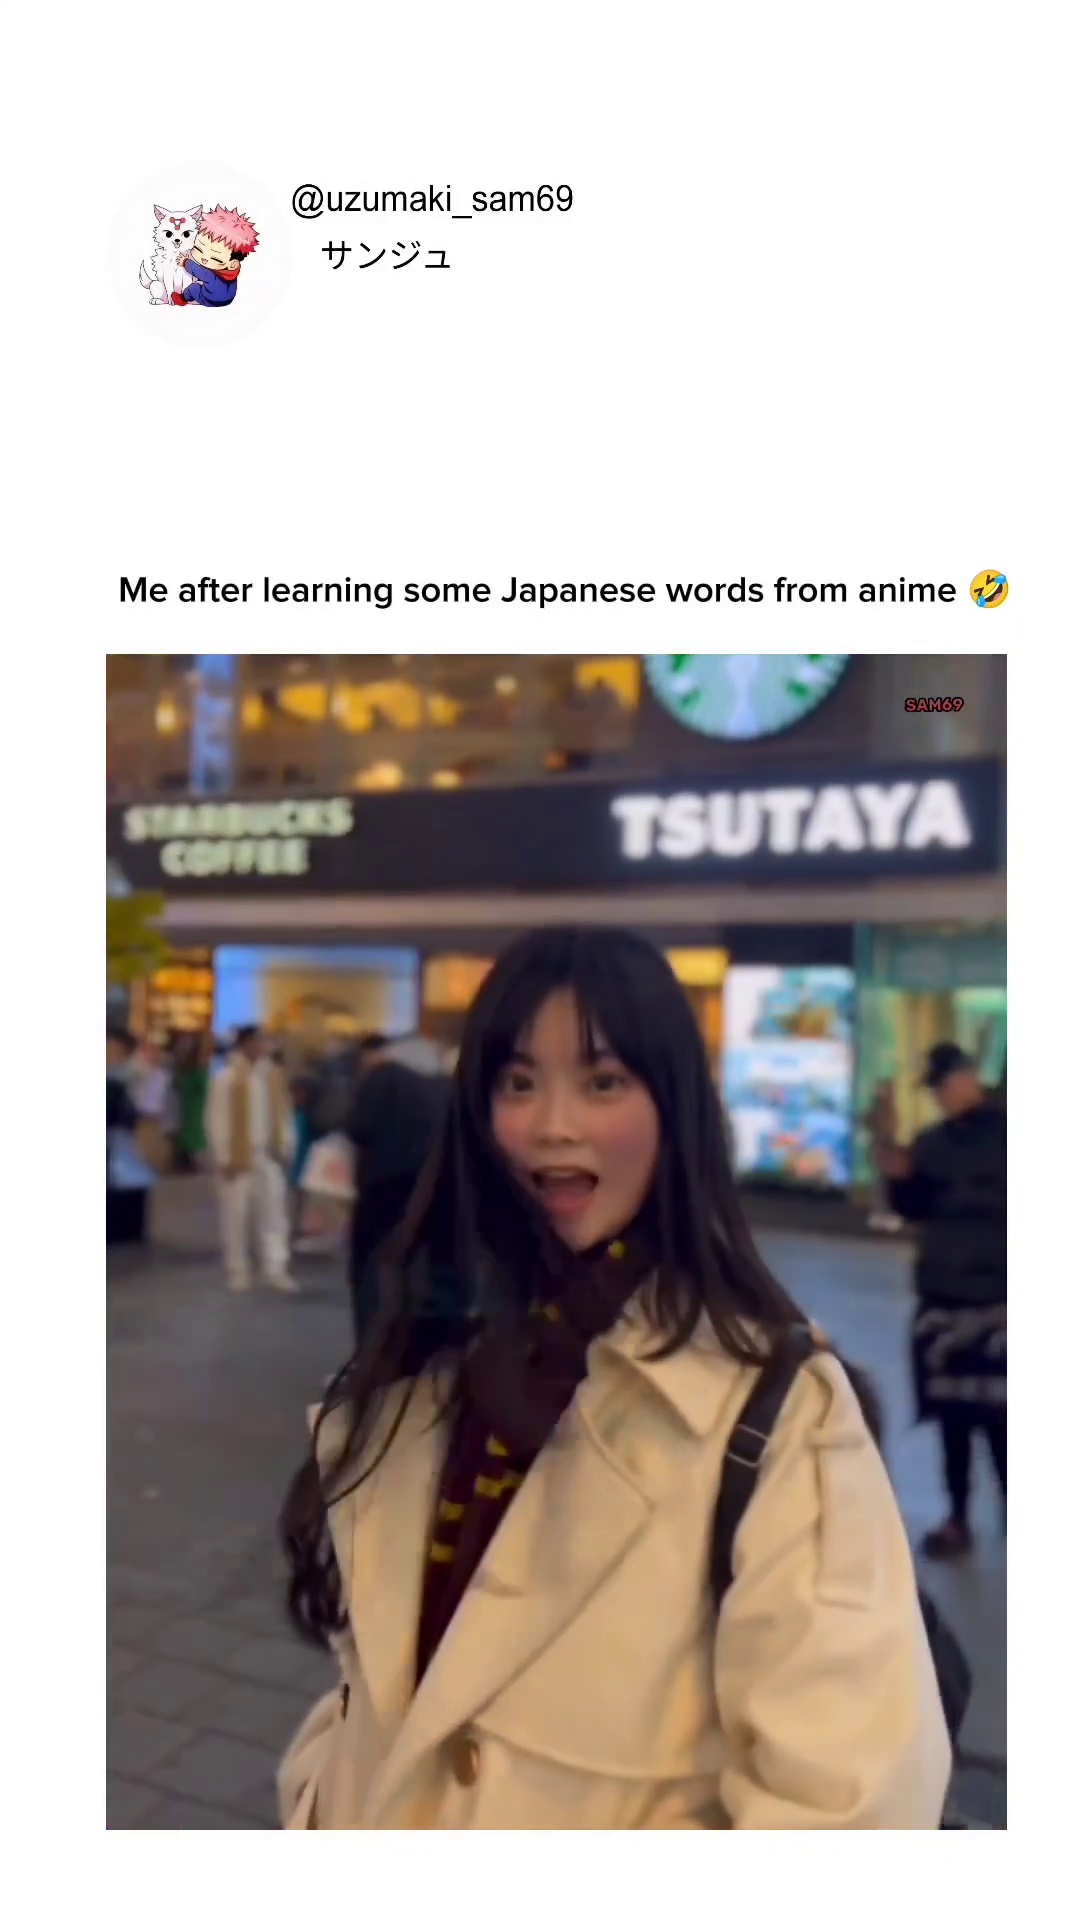 @uzumaki_sam69
サンジュ
Me after learning some Japanese words from anime 🤣
SAM69
STARBUCKS
COFFEE
TSUTAYA